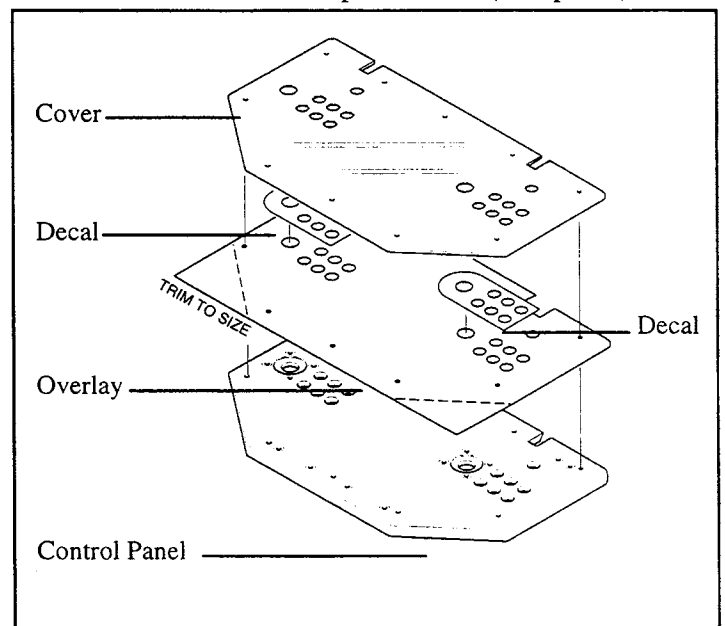 Cover
Decal
TRIM TO SIZE
Decal
Overlay
Control Panel